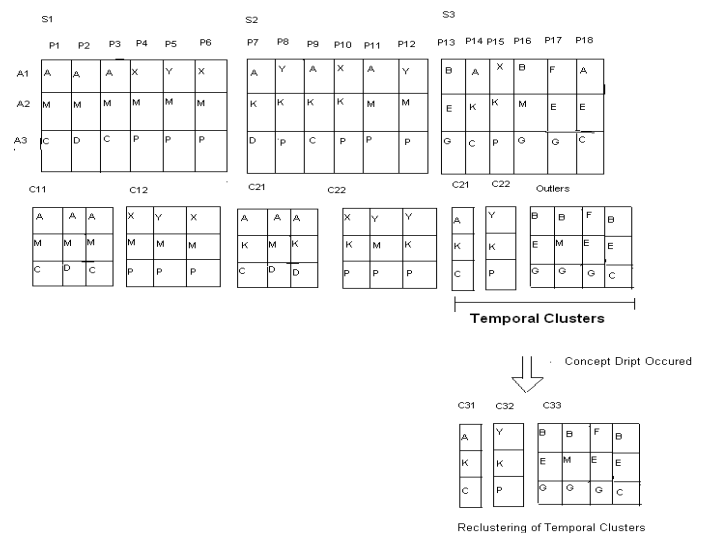 S1 S2 S3
P1 P2 P3 P4 P5 P6 P7 P8 P9 P10 P11 P12 P13 P14 P15 P16 P17 P18
A1 A A A X Y X A Y A X A Y B A X B F A
A2 M M M M M M K K K K M M E K K M E E
A3 C D C P P P D P C P P P G C P G G C
C11 C12 C21 C22 C21 C22 Outlers
A A A X Y X A A A X Y Y A Y B B F B
M M M M M M K M K K M K K K E M E E
C D C P P P C D D P P P C P G G G C
Temporal Clusters
Concept Dript Occured
C31 C32 C33
A Y B B F B
K K E M E E
C P G G G C
Reclustering of Temporal Clusters